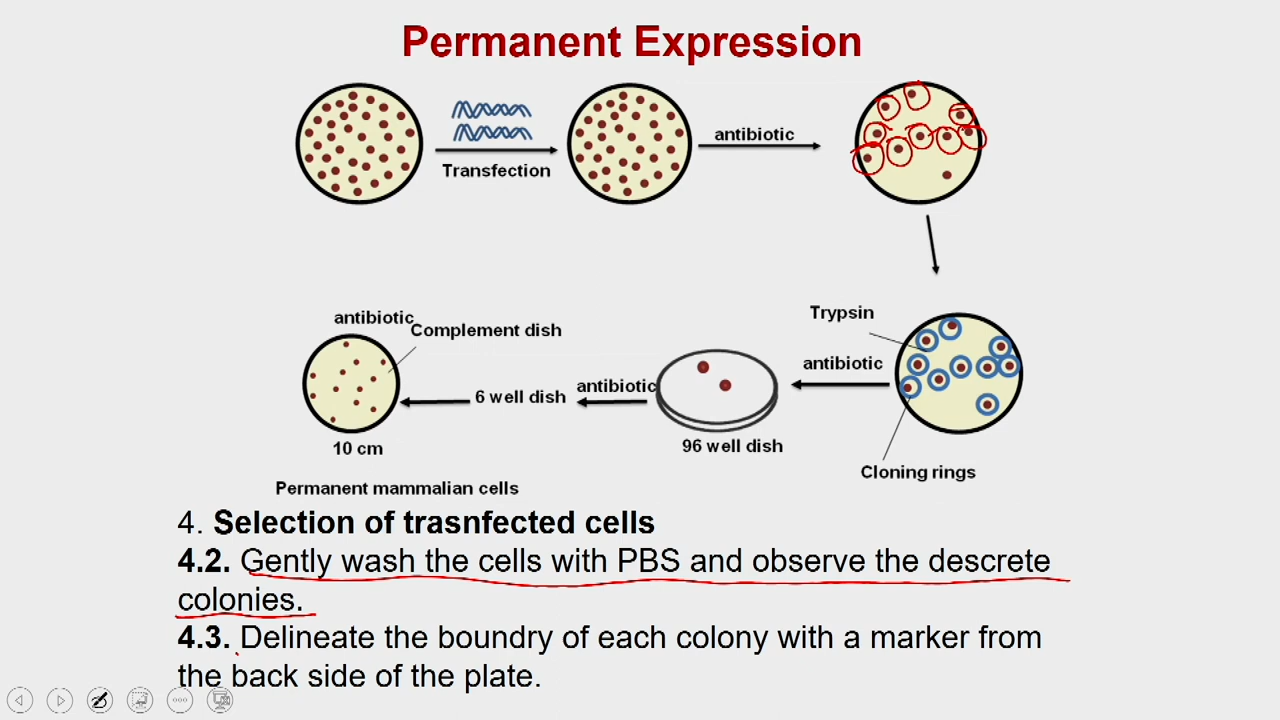 Permanent Expression
Transfection
antibiotic
antibiotic
Complement dish
10 cm
Permanent mammalian cells
6 well dish
antibiotic
96 well dish
antibiotic
Trypsin
Cloning rings
4. Selection of trasnfected cells
4.2. Gently wash the cells with PBS and observe the descrete
colonies.
4.3. Delineate the boundry of each colony with a marker from
the back side of the plate.